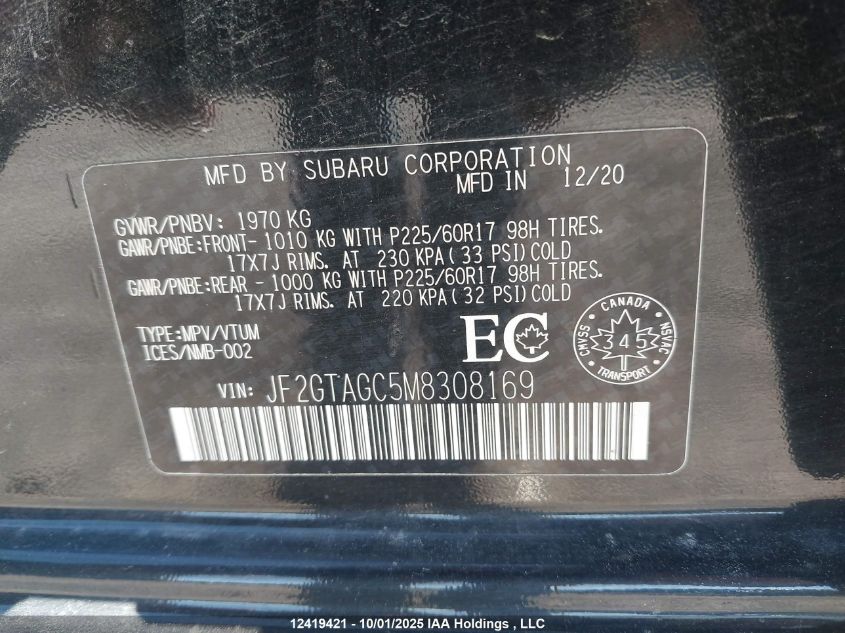 MFD BY SUBARU CORPORATION
MFD IN 12/20
GVWR/PNBV: 1970 KG
GAWR/PNBE:FRONT- 1010 KG WITH P225/60R17 98H TIRES.
17X7J RIMS. AT 230 KPA(33 PSI)COLD
GAWR/PNBE:REAR - 1000 KG WITH P225/60R17 98H TIRES.
17X7J RIMS. AT 220 KPA(32 PSI)COLD
TYPE:MPV/VTUM
ICES/NMB-002
EC
CANADA
CMVSS 345 NSVAC
TRANSPORT
VIN: JF2GTAGC5M8308169
12419421 - 10/01/2025 IAA Holdings , LLC